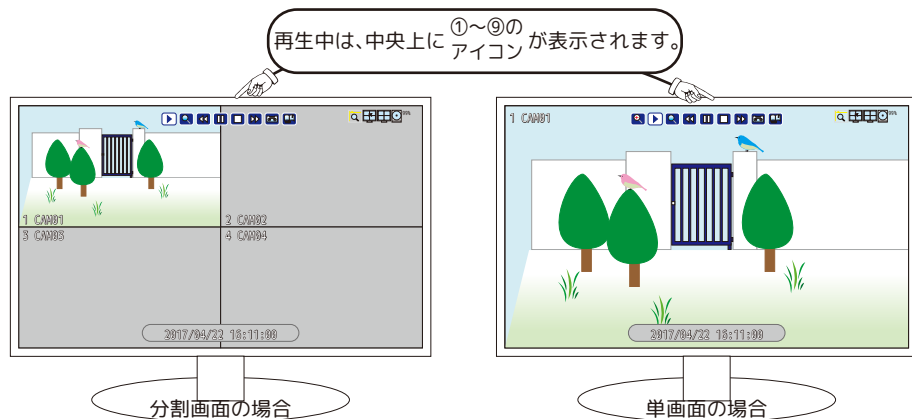 再生中は、中央上に ①～⑨の アイコン が表示されます。
1 CAM01
2 CAM02
3 CAM03
4 CAM04
2017/04/22 16:11:00
分割画面の場合
1 CAM01
2017/04/22 16:11:00
単画面の場合